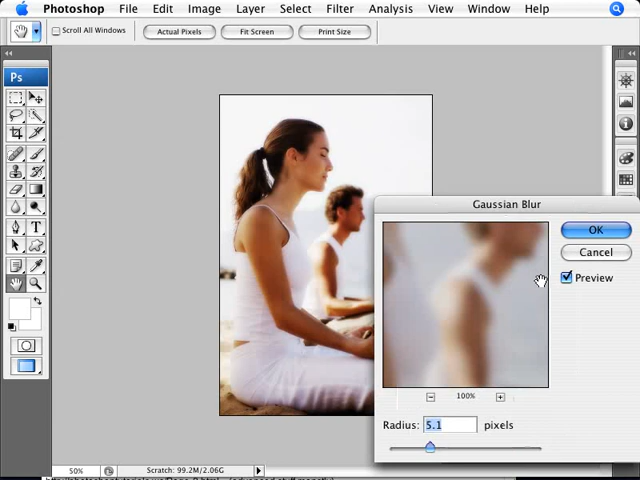 Photoshop File Edit Image Layer Select Filter Analysis View Window Help
Scroll All Windows Actual Pixels Fit Screen Print Size
Ps
Gaussian Blur
OK
Cancel
Preview
100%
Radius: 5.1 pixels
T
50% Scratch: 99.2M/2.06G